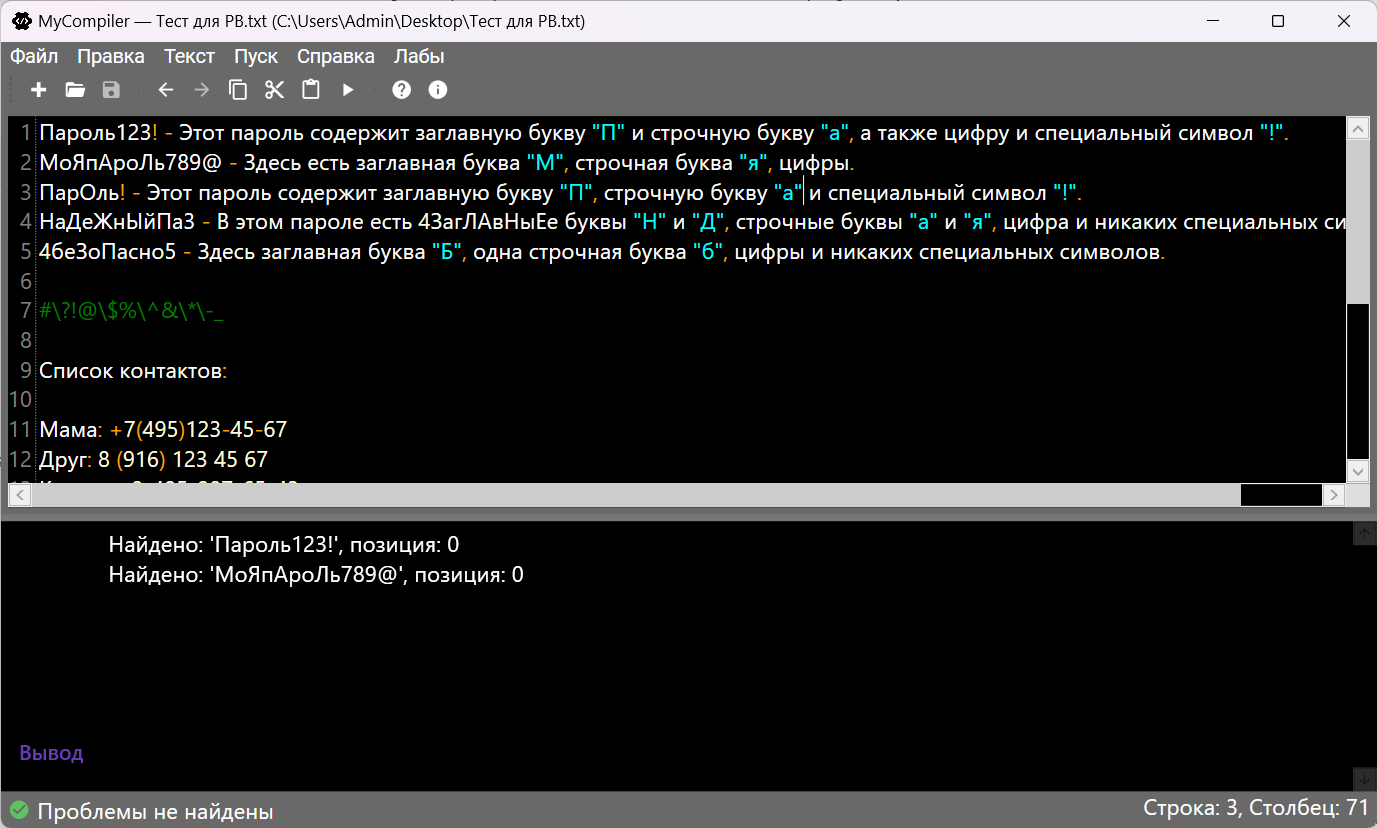 MyCompiler — Тест для РВ.txt (C:\Users\Admin\Desktop\Тест для РВ.txt)
Файл Правка Текст Пуск Справка Лабы
1 Пароль123! - Этот пароль содержит заглавную букву "П" и строчную букву "а", а также цифру и специальный символ "!".
2 МоЯпАроЛь789@ - Здесь есть заглавная буква "М", строчная буква "я", цифры.
3 ПарОль! - Этот пароль содержит заглавную букву "П", строчную букву "а" и специальный символ "!".
4 НаДеЖнЫйПа3 - В этом пароле есть 4ЗагЛАвНыЕе буквы "Н" и "Д", строчные буквы "а" и "я", цифра и никаких специальных си
5 4беЗоПасно5 - Здесь заглавная буква "Б", одна строчная буква "б", цифры и никаких специальных символов.
6
7 #\?!@\$%\^&\*\-_
8
9 Список контактов:
10
11 Мама: +7(495)123-45-67
12 Друг: 8 (916) 123 45 67
Найдено: 'Пароль123!', позиция: 0
Найдено: 'МоЯпАроЛь789@', позиция: 0
Вывод
Проблемы не найдены
Строка: 3, Столбец: 71